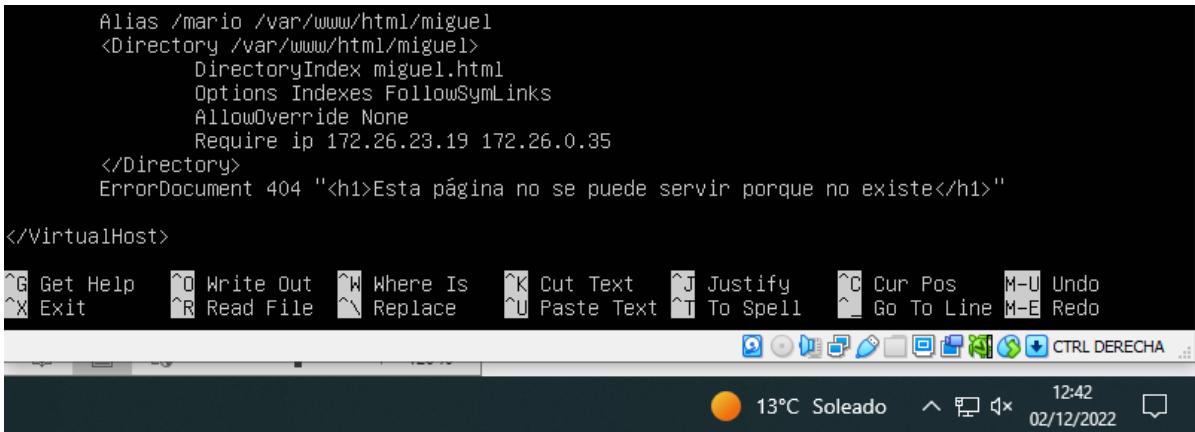 Alias /mario /var/www/html/miguel
<Directory /var/www/html/miguel>
DirectoryIndex miguel.html
Options Indexes FollowSymLinks
AllowOverride None
Require ip 172.26.23.19 172.26.0.35
</Directory>
ErrorDocument 404 "<h1>Esta página no se puede servir porque no existe</h1>"
</VirtualHost>
^G Get Help ^O Write Out ^W Where Is ^K Cut Text ^J Justify ^C Cur Pos M-U Undo
^X Exit ^R Read File ^\ Replace ^U Paste Text ^T To Spell ^_ Go To Line M-E Redo
CTRL DERECHA
13°C Soleado 12:42
02/12/2022